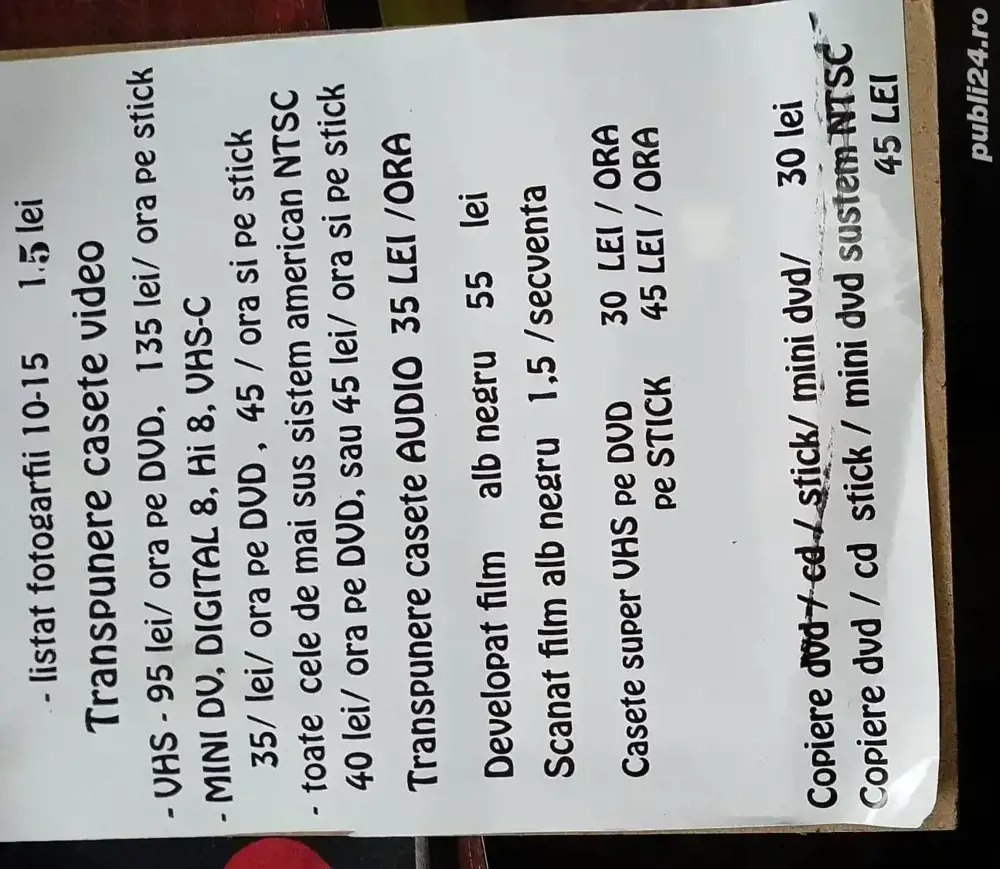 - listat fotogarfii 10-15 1.5 lei
Transpunere casete video
- VHS - 95 lei/ ora pe DVD, 135 lei/ ora pe stick
- MINI DV, DIGITAL 8, Hi 8, VHS-C
35/ lei/ ora pe DVD , 45 / ora si pe stick
- toate cele de mai sus sistem american NTSC
40 lei/ ora pe DVD, sau 45 lei/ ora si pe stick
Transpunere casete AUDIO 35 LEI /ORA
Developat film alb negru 55 lei
Scanat film alb negru 1,5 /secventa
Casete super VHS pe DVD 30 LEI / ORA
pe STICK 45 LEI / ORA
Copiere dvd / cd / stick/ mini dvd/ 30 lei
Copiere dvd / cd stick / mini dvd sustem NTSC
45 LEI
publi24.ro